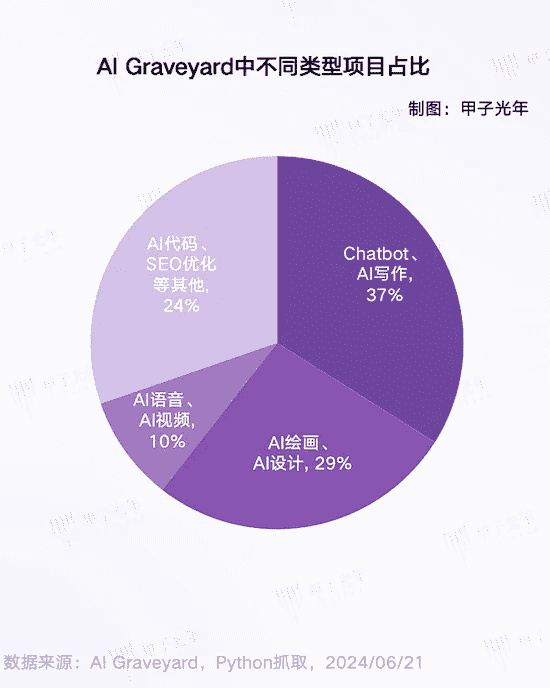 AI Graveyard中不同类型项目占比
制图：甲子光年
Chatbot、
AI写作,
37%
AI绘画、
AI设计, 29%
AI语音、
AI视频,
10%
AI代码、
SEO优化
等其他,
24%
数据来源：AI Graveyard，Python抓取，2024/06/21